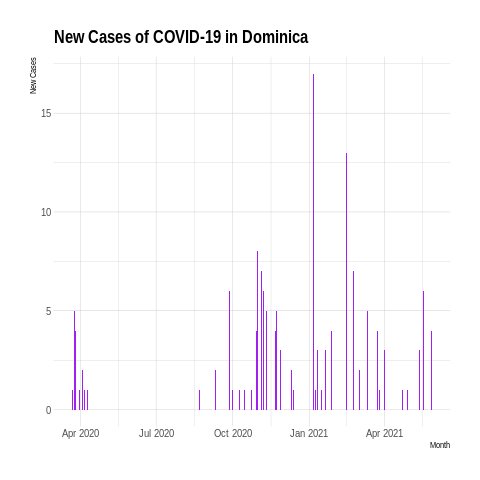 New Cases of COVID-19 in Dominica
New Cases
15
10
5
0
Apr 2020 Jul 2020 Oct 2020 Jan 2021 Apr 2021
Month